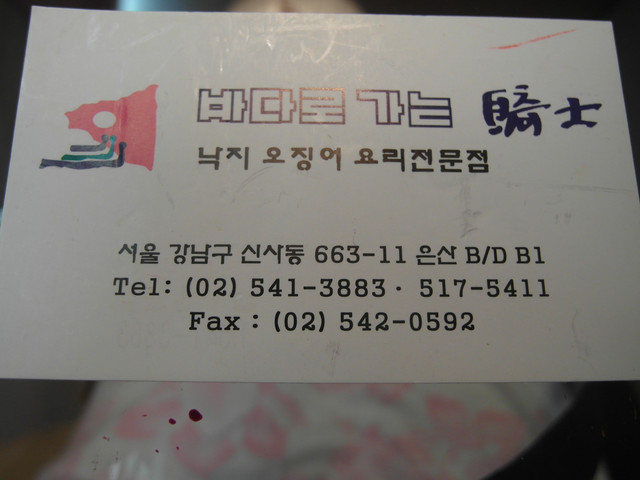 바다로 가는 騎士
낙지 오징어 요리전문점
서울 강남구 신사동 663-11 은산 B/D B1
Tel: (02) 541-3883 · 517-5411
Fax : (02) 542-0592